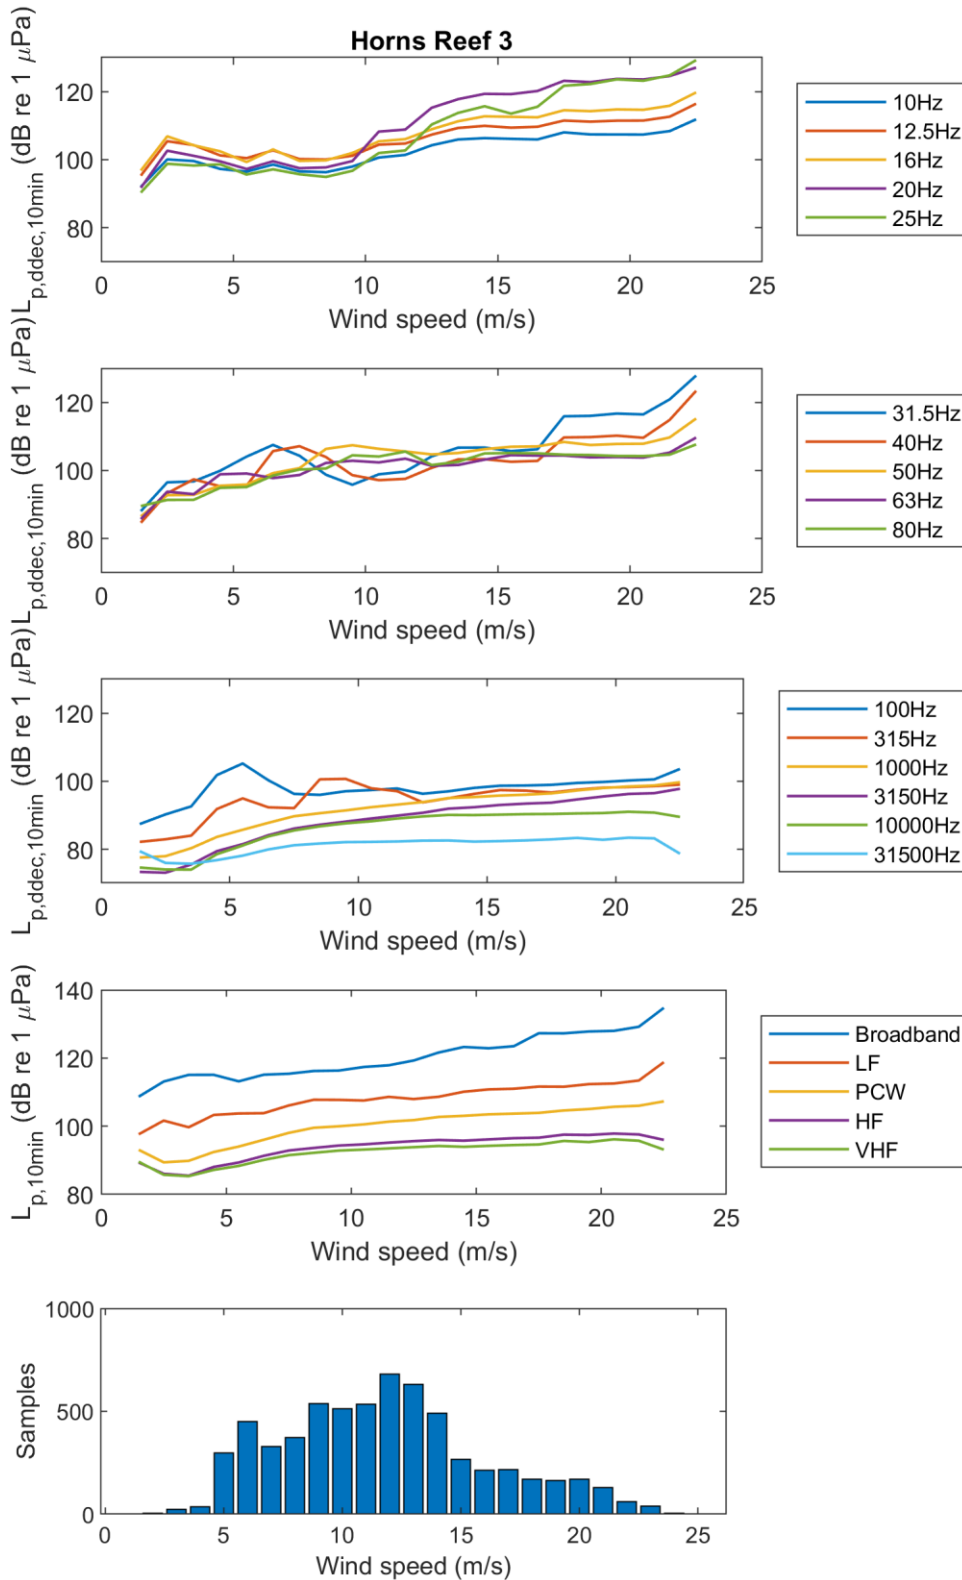 Horns Reef 3
L_p,ddec,10min (dB re 1 μPa)
120
100
80
0 5 10 15 20 25
Wind speed (m/s)
10Hz
12.5Hz
16Hz
20Hz
25Hz
L_p,ddec,10min (dB re 1 μPa)
120
100
80
0 5 10 15 20 25
Wind speed (m/s)
31.5Hz
40Hz
50Hz
63Hz
80Hz
L_p,ddec,10min (dB re 1 μPa)
120
100
80
0 5 10 15 20 25
Wind speed (m/s)
100Hz
315Hz
1000Hz
3150Hz
10000Hz
31500Hz
L_p,10min (dB re 1 μPa)
140
120
100
80
0 5 10 15 20 25
Wind speed (m/s)
Broadband
LF
PCW
HF
VHF
Samples
1000
500
0
0 5 10 15 20 25
Wind speed (m/s)